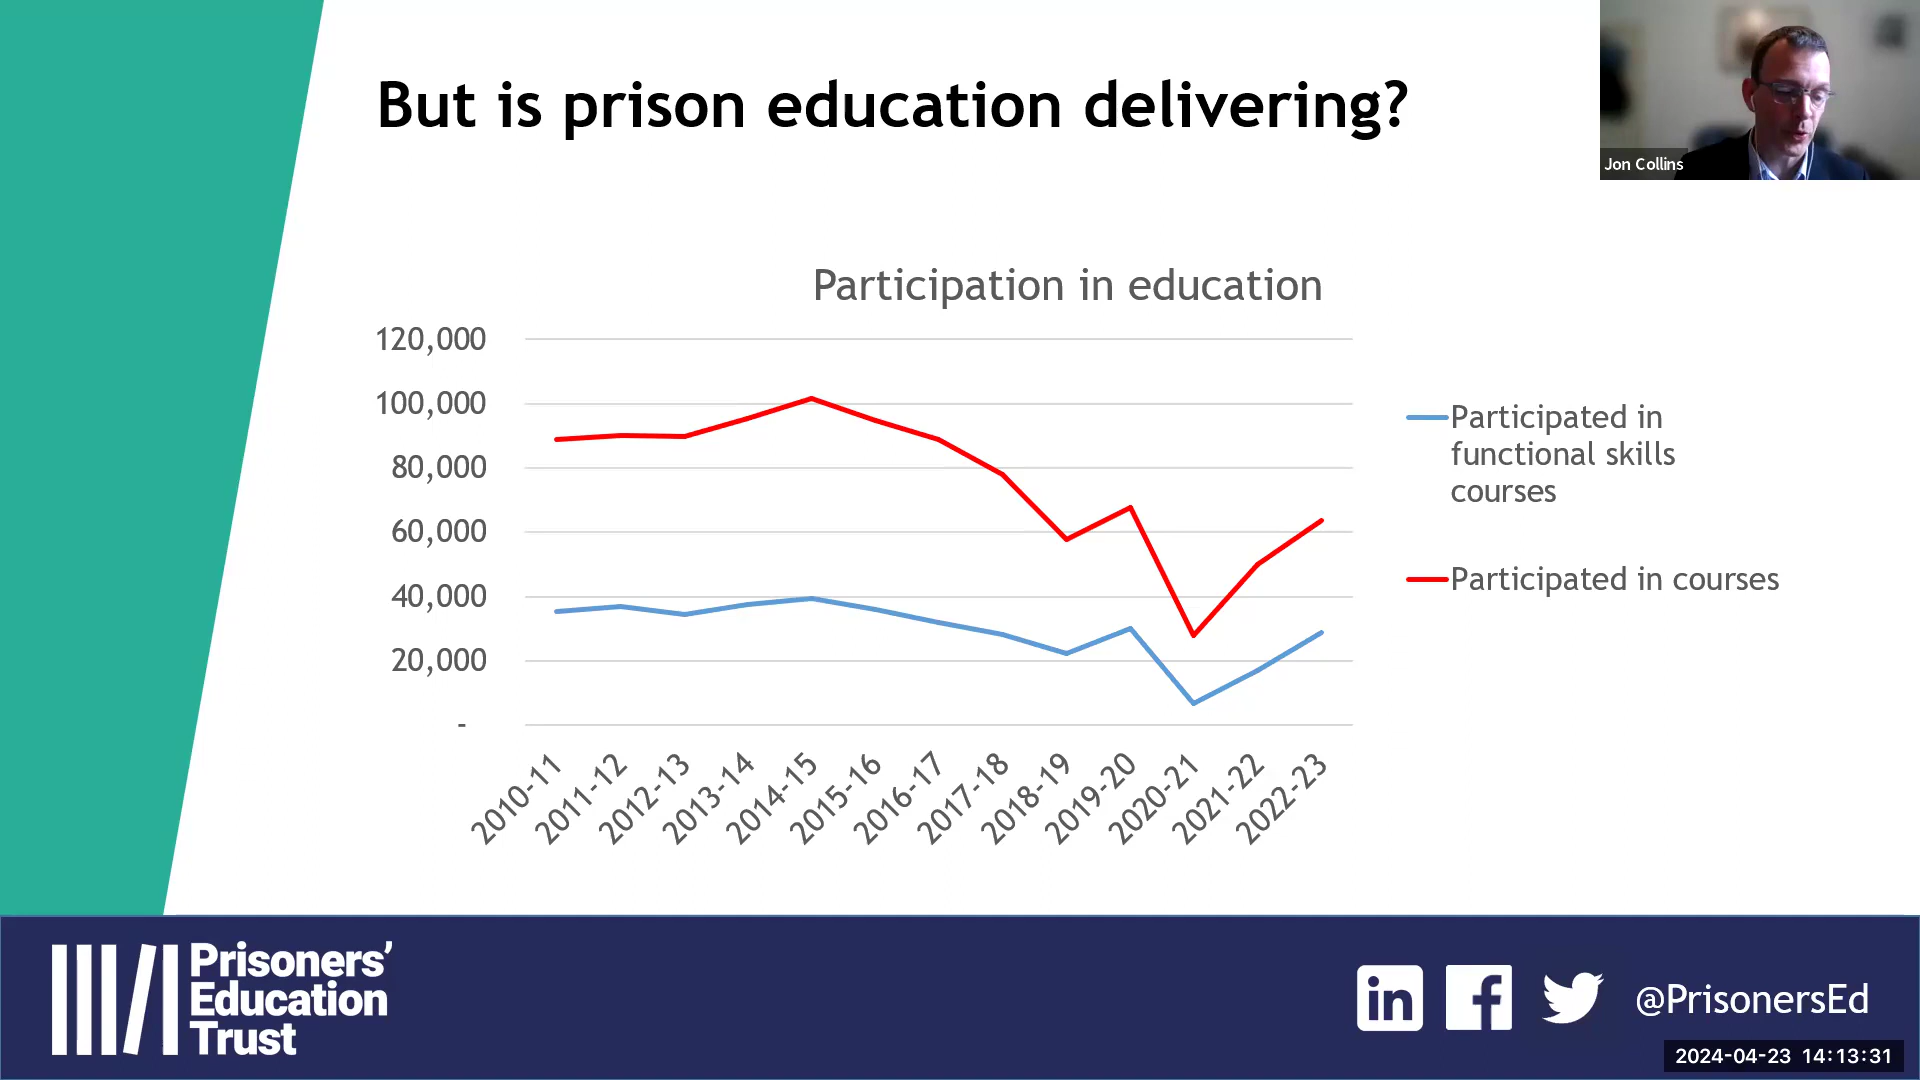 But is prison education delivering?
Jon Collins
Participation in education
120,000
100,000
80,000
60,000
40,000
20,000
-
2010-11
2011-12
2012-13
2013-14
2014-15
2015-16
2016-17
2017-18
2018-19
2019-20
2020-21
2021-22
2022-23
Participated in
functional skills
courses
Participated in courses
Prisoners’
Education
Trust
in
f
@PrisonersEd
2024-04-23 14:13:31